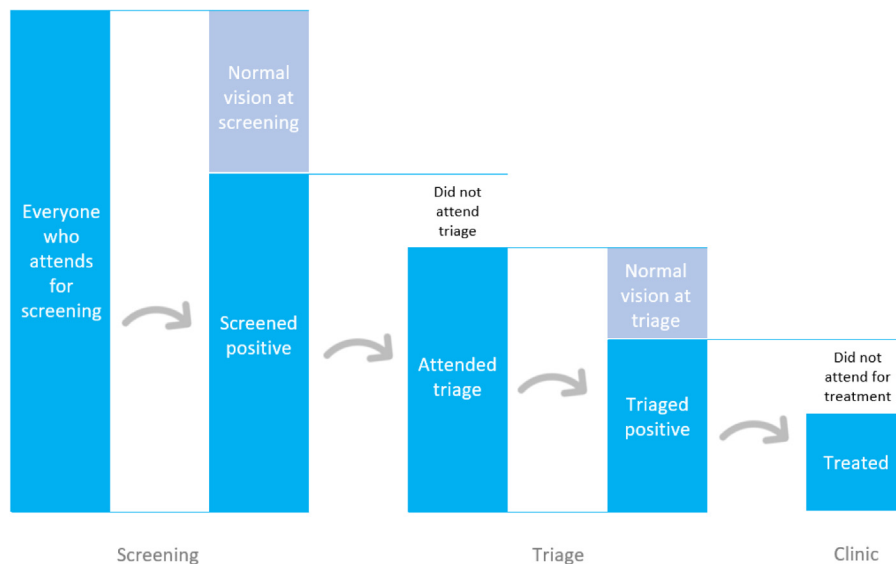 Everyone
who
attends
for
screening
Normal
vision at
screening
Screened
positive
Did not
attend
triage
Attended
triage
Normal
vision at
triage
Triaged
positive
Did not
attend for
treatment
Treated
Screening
Triage
Clinic